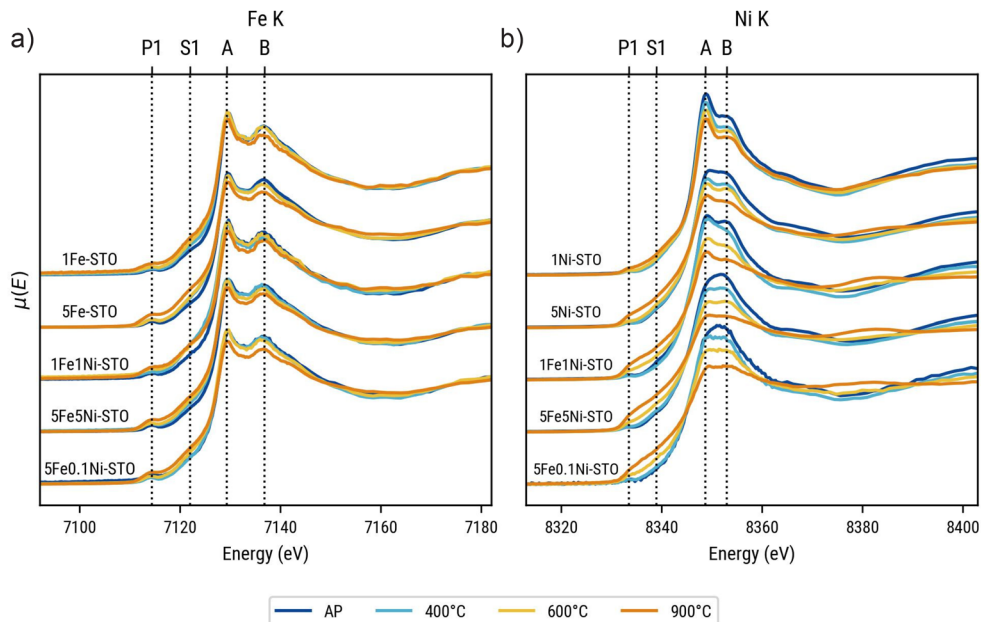 Fe K
Ni K
a)
P1 S1 A B
b)
P1 S1 A B
μ(E)
1Fe-STO
5Fe-STO
1Fe1Ni-STO
5Fe5Ni-STO
5Fe0.1Ni-STO
1Ni-STO
5Ni-STO
1Fe1Ni-STO
5Fe5Ni-STO
5Fe0.1Ni-STO
7100 7120 7140 7160 7180
8320 8340 8360 8380 8400
Energy (eV)
Energy (eV)
AP 400°C 600°C 900°C